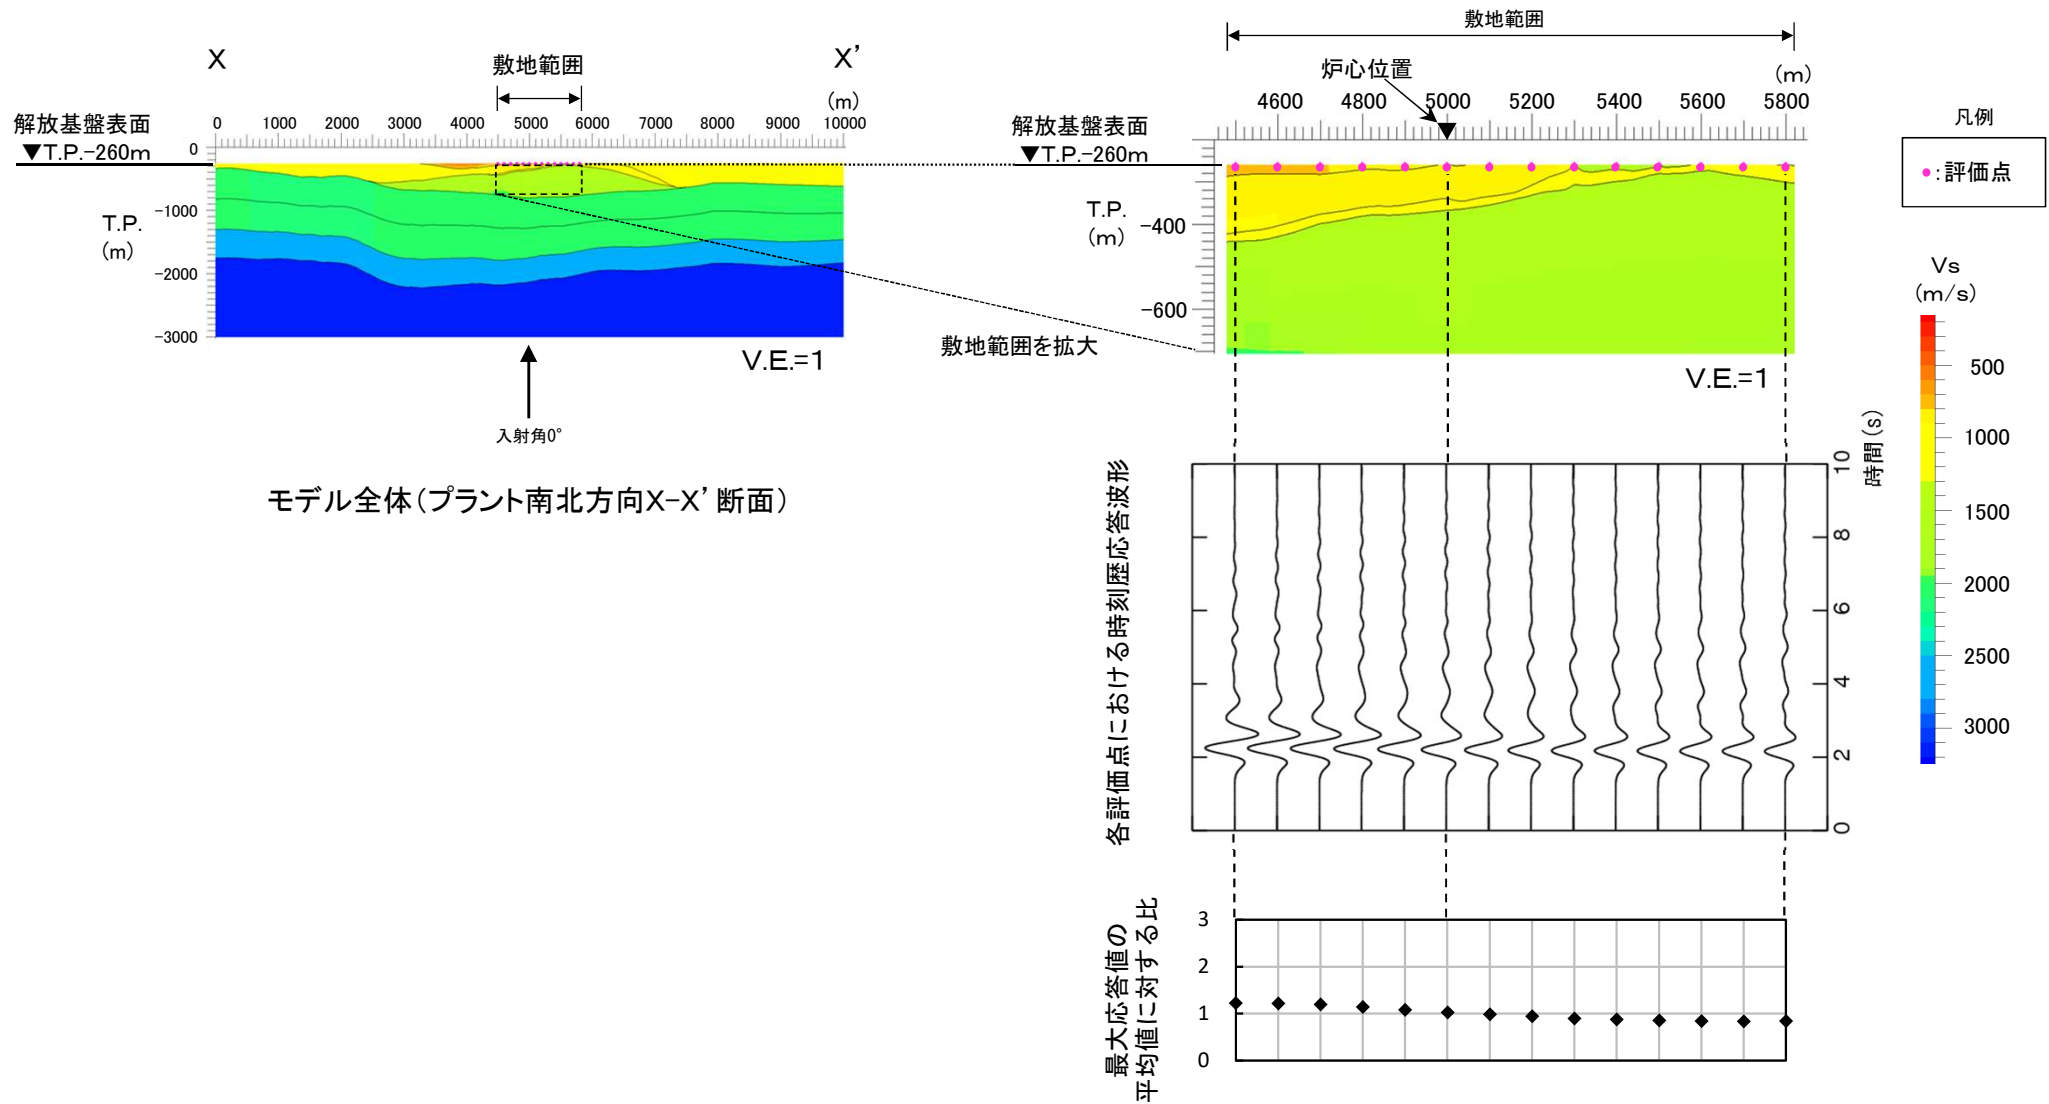 X
X’
敷地範囲
(m)
0 1000 2000 3000 4000 5000 6000 7000 8000 9000 10000
解放基盤表面
▼T.P.-260m
0
-1000
-2000
-3000
T.P.
(m)
V.E.=1
入射角0°
モデル全体(プラント南北方向X-X’断面)
敷地範囲
炉心位置
(m)
4600 4800 5000 5200 5400 5600 5800
解放基盤表面
▼T.P.-260m
T.P.
(m)
-400
-600
敷地範囲を拡大
V.E.=1
凡例
:評価点
Vs
(m/s)
500
1000
1500
2000
2500
3000
各評価点における時刻歴応答波形
時間(s)
10
8
6
4
2
0
最大応答値の
平均値に対する比
3
2
1
0